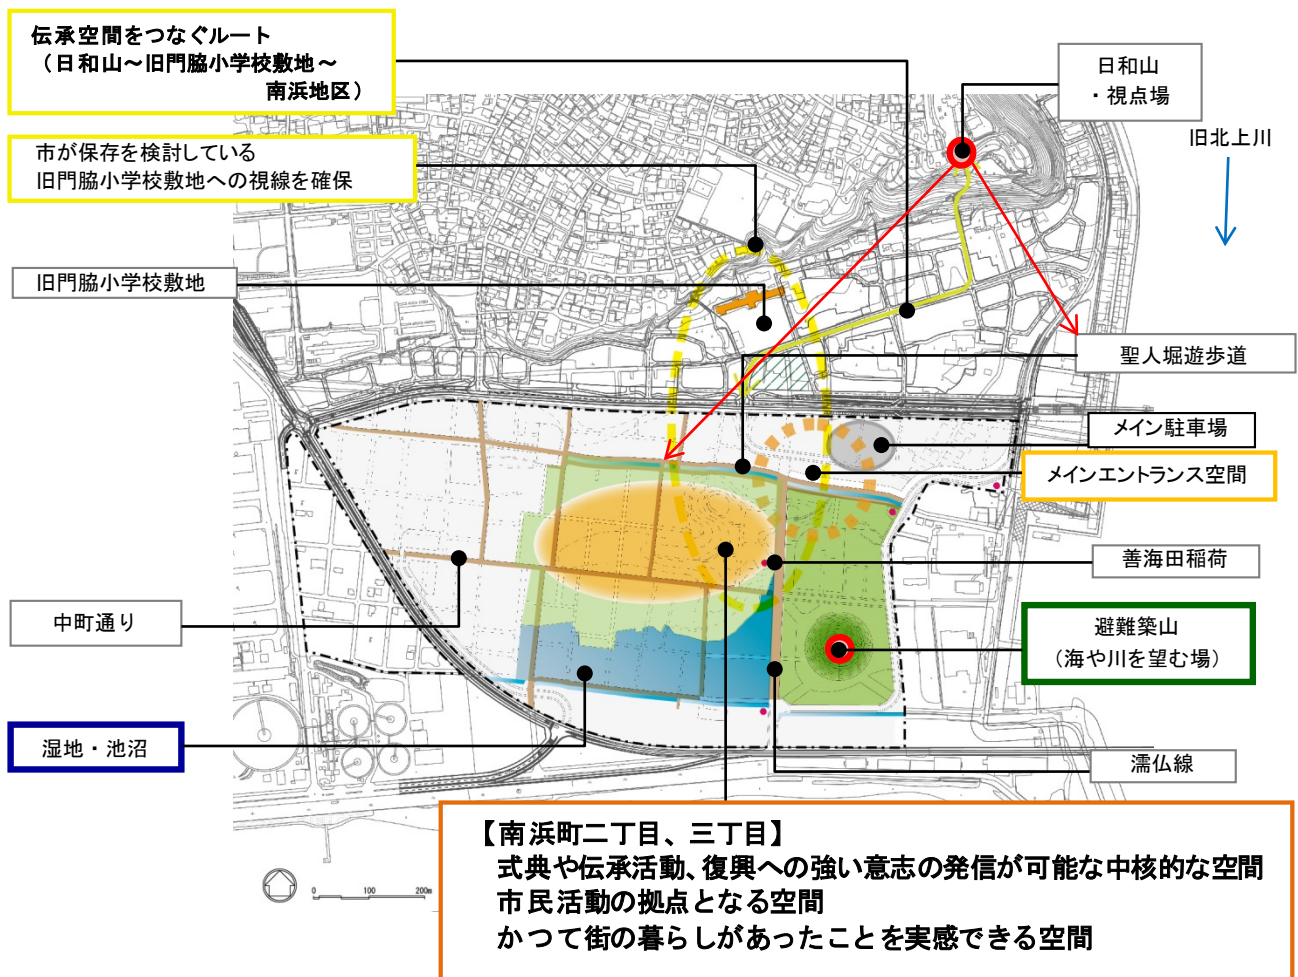 伝承空間をつなぐルート
（日和山～旧門脇小学校敷地～
南浜地区）
日和山
・視点場
旧北上川
市が保存を検討している
旧門脇小学校敷地への視線を確保
旧門脇小学校敷地
聖人堀遊歩道
メイン駐車場
メインエントランス空間
善海田稲荷
中町通り
避難築山
（海や川を望む場）
湿地・池沼
濡仏線
【南浜町二丁目、三丁目】
式典や伝承活動、復興への強い意志の発信が可能な中核的な空間
市民活動の拠点となる空間
かつて街の暮らしがあったことを実感できる空間
0 100 200m